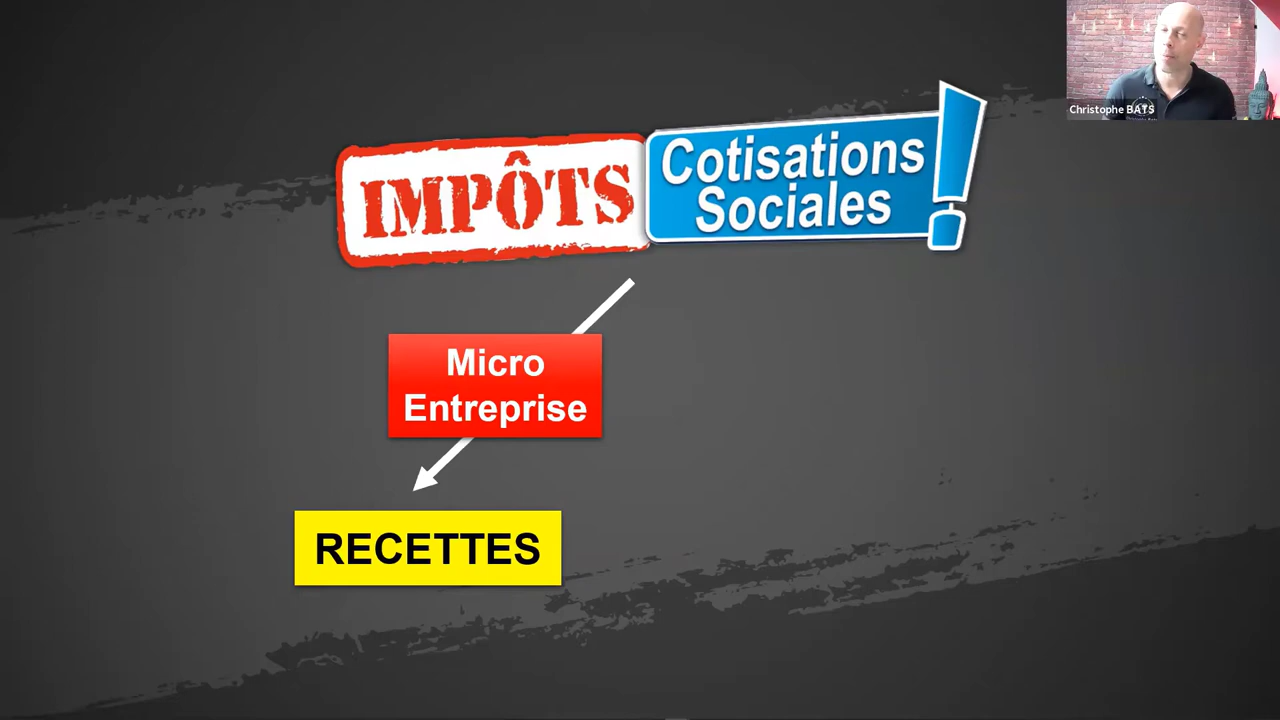 Christophe BATS
IMPÔTS
Cotisations
Sociales !
Micro
Entreprise
RECETTES